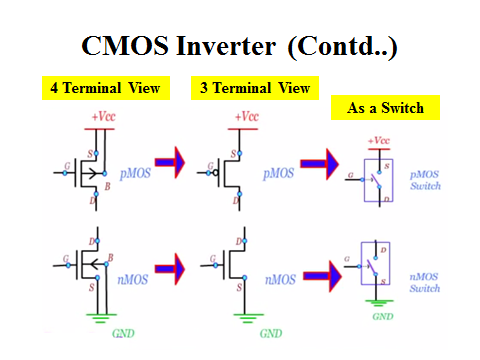 CMOS Inverter (Contd..)
4 Terminal View
3 Terminal View
As a Switch
+Vcc
+Vcc
+Vcc
S
G
B
D
pMOS
S
G
D
pMOS
S
G
D
pMOS
Switch
D
G
B
S
nMOS
GND
D
G
S
nMOS
GND
D
G
S
nMOS
Switch
GND